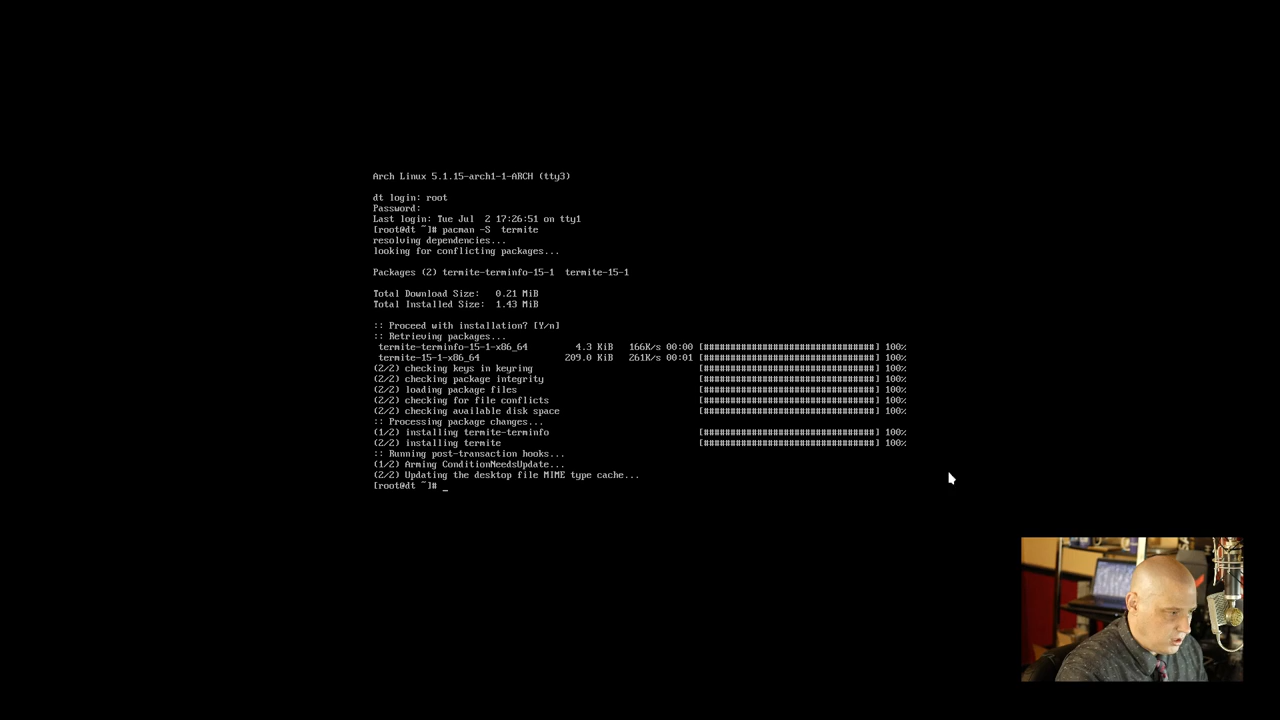 Arch Linux 5.1.15-arch1-1-ARCH (tty3)
dt login: root
Password:
Last login: Tue Jul  2 17:26:51 on tty1
[root@dt ~]# pacman -S  termite
resolving dependencies...
looking for conflicting packages...
Packages (2) termite-terminfo-15-1  termite-15-1
Total Download Size:   0.21 MiB
Total Installed Size:  1.43 MiB
:: Proceed with installation? [Y/n]
:: Retrieving packages...
termite-terminfo-15-1-x86_64 4.3 KiB 166K/s 00:00 [################################] 100%
termite-15-1-x86_64 209.0 KiB 261K/s 00:01 [################################] 100%
(2/2) checking keys in keyring [################################] 100%
(2/2) checking package integrity [################################] 100%
(2/2) loading package files [################################] 100%
(2/2) checking for file conflicts [################################] 100%
(2/2) checking available disk space [################################] 100%
:: Processing package changes...
(1/2) installing termite-terminfo [################################] 100%
(2/2) installing termite [################################] 100%
:: Running post-transaction hooks...
(1/2) Arming ConditionNeedsUpdate...
(2/2) Updating the desktop file MIME type cache...
[root@dt ~]# _